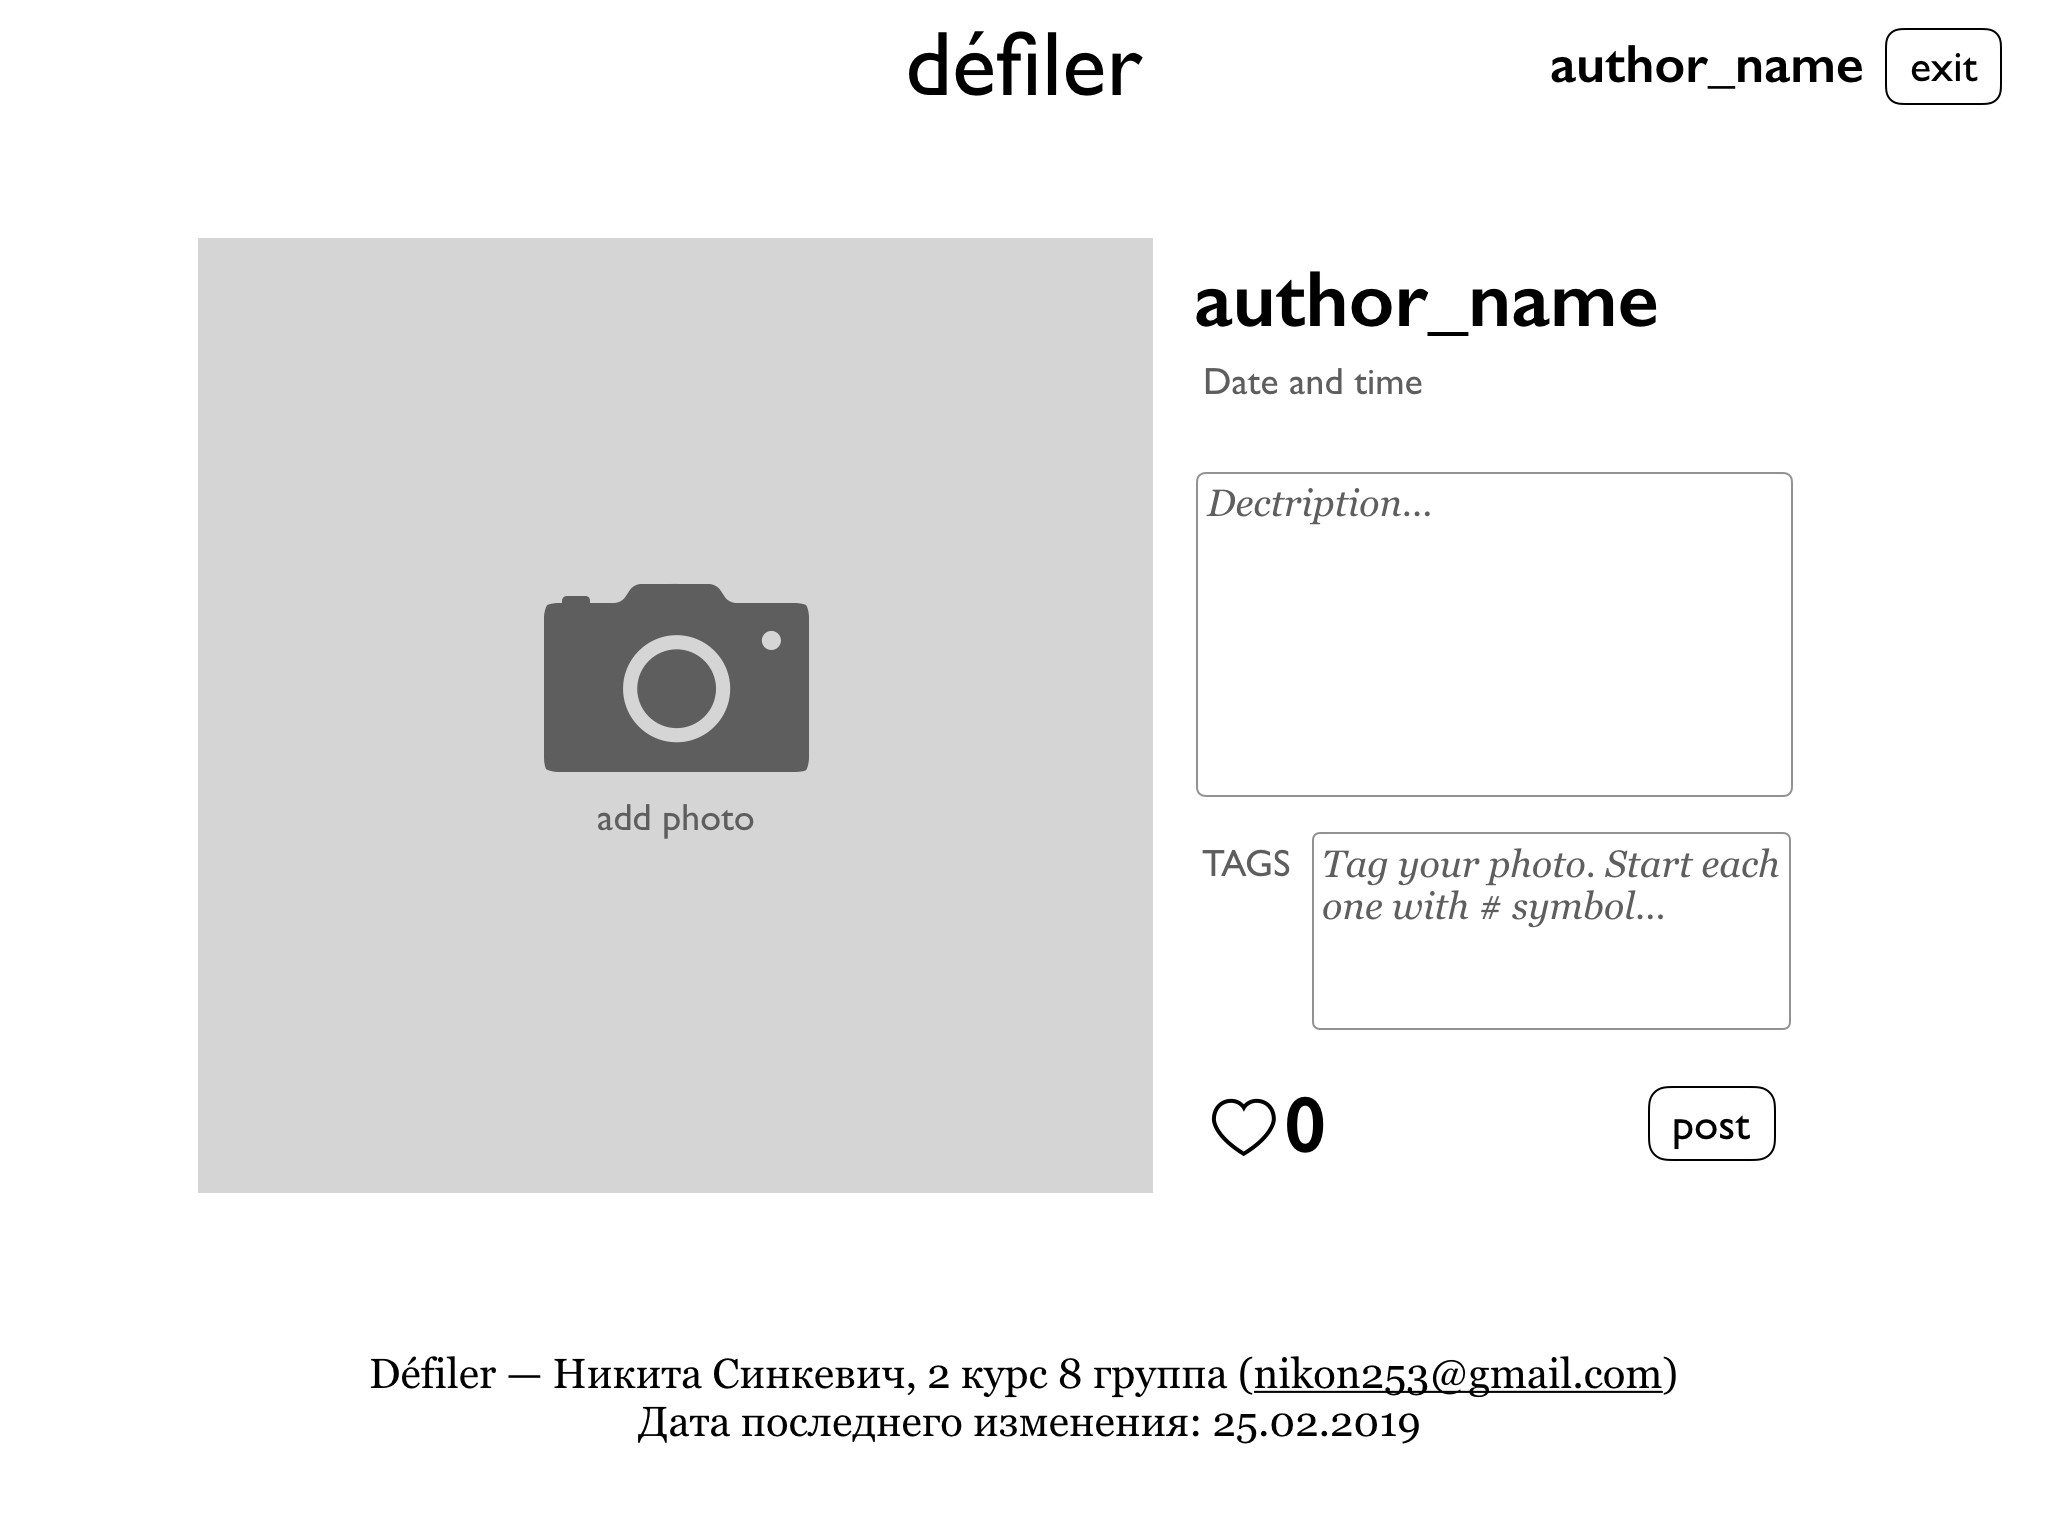 défiler
author_name
exit
author_name
Date and time
Dectription...
add photo
TAGS
Tag your photo. Start each
one with # symbol...
0
post
Défiler — Никита Синкевич, 2 курс 8 группа (nikon253@gmail.com)
Дата последнего изменения: 25.02.2019